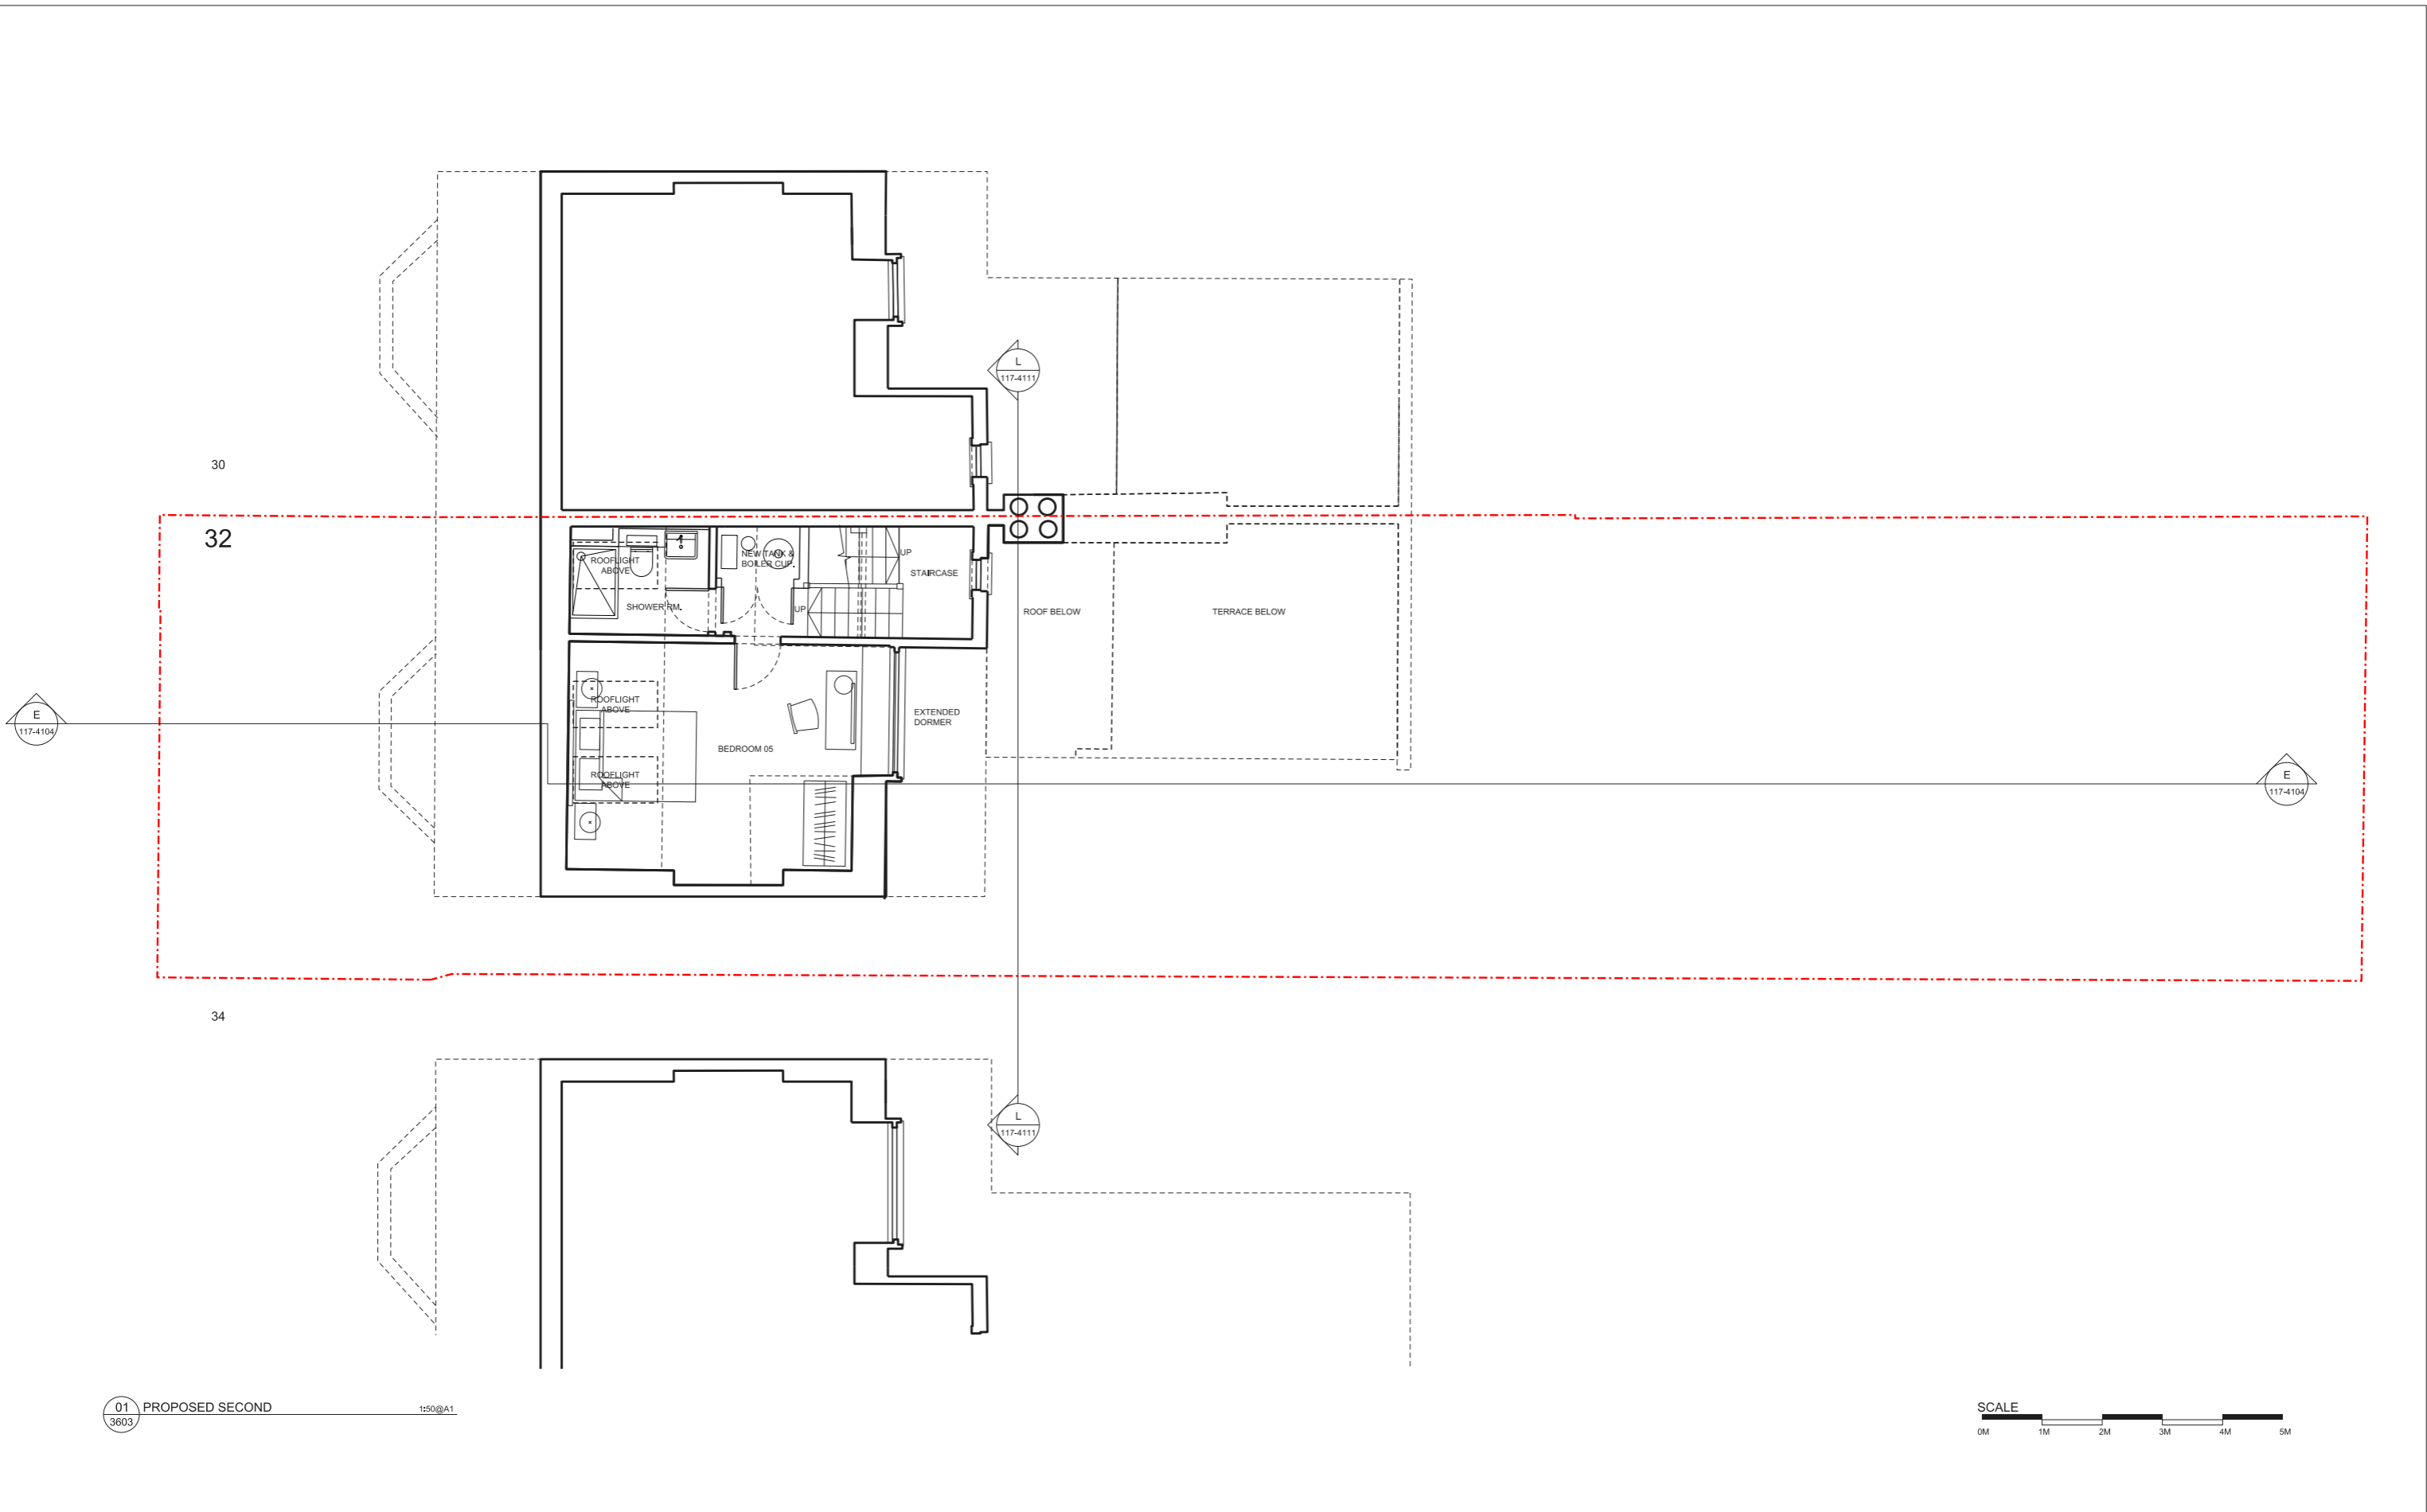 L
117-4111
30
32
NEW TANK &
BOILER CUP.
UP
ROOFLIGHT
ABOVE
STAIRCASE
SHOWER RM.
UP
ROOF BELOW
TERRACE BELOW
ROOFLIGHT
ABOVE
EXTENDED
DORMER
E
117-4104
BEDROOM 05
ROOFLIGHT
ABOVE
E
117-4104
34
L
117-4111
01
3603
PROPOSED SECOND
1:50@A1
SCALE
0M 1M 2M 3M 4M 5M